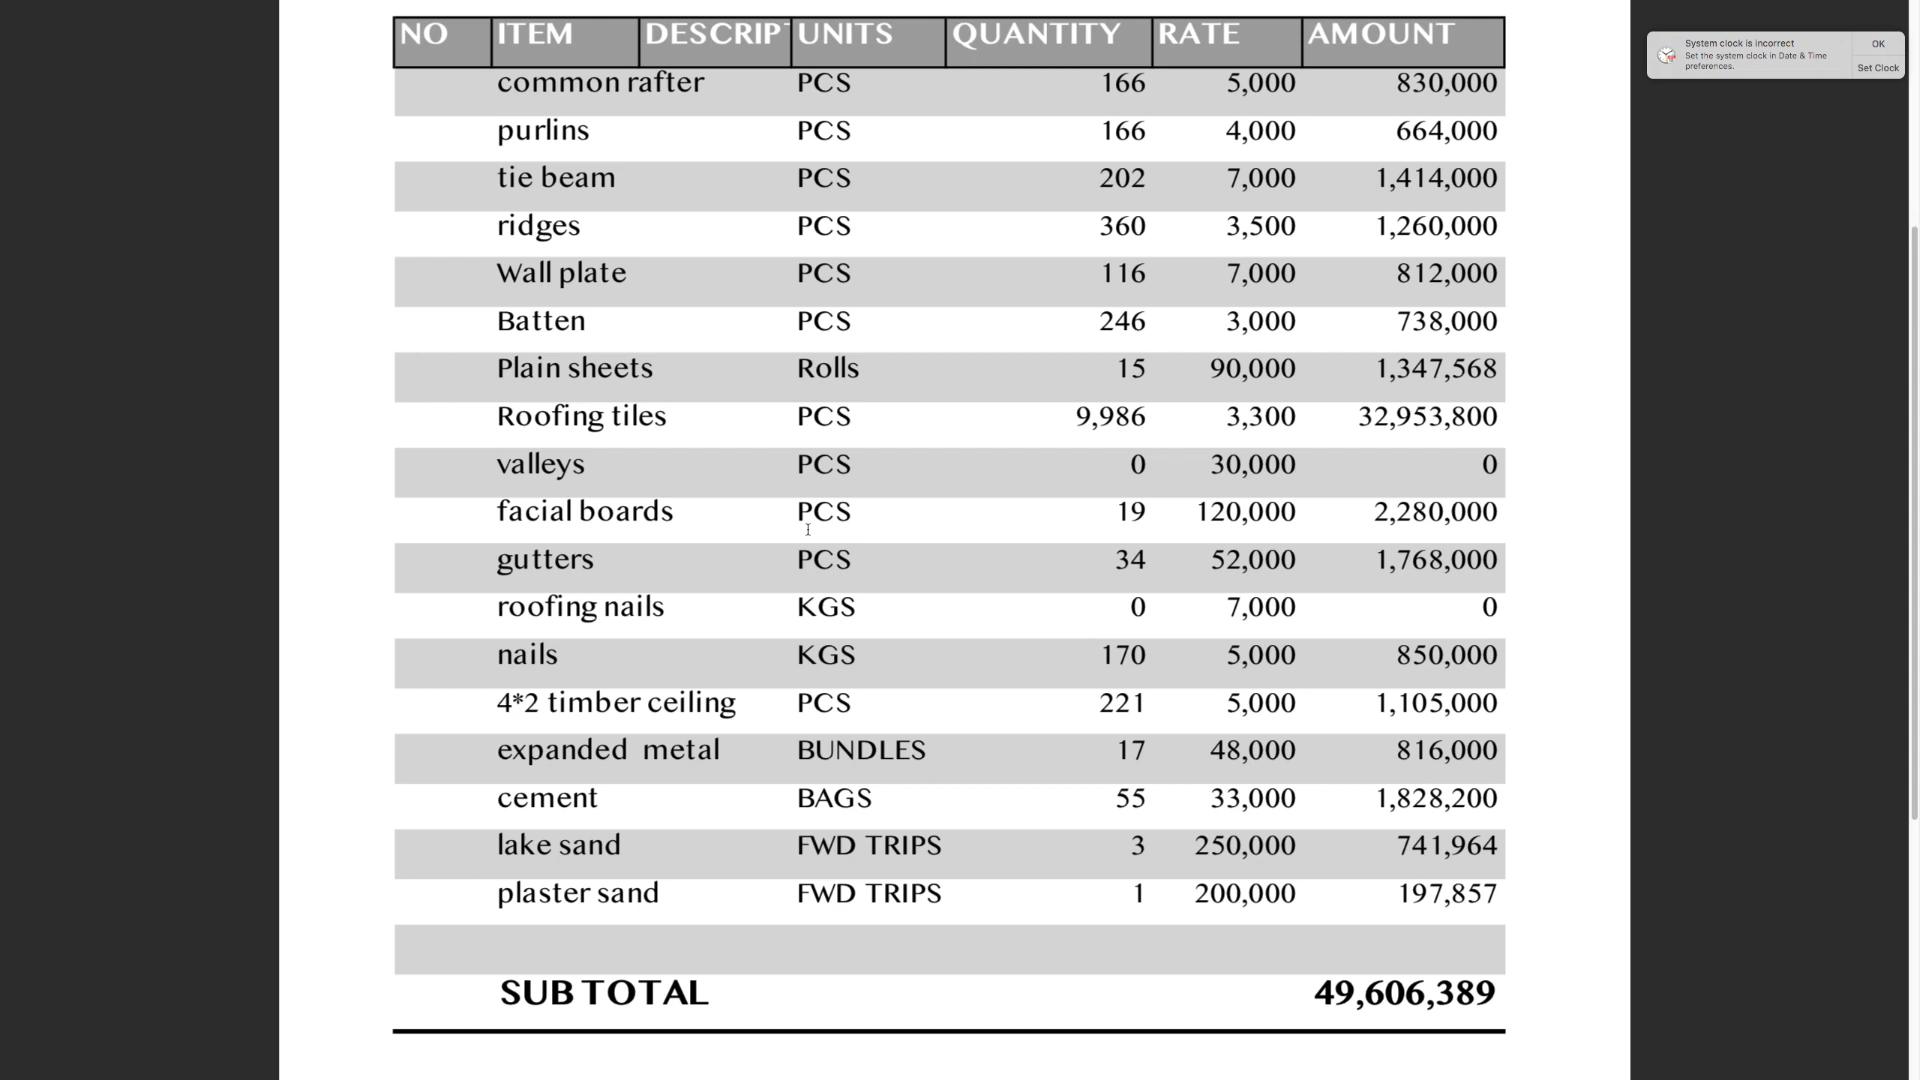 NO ITEM DESCRIP UNITS QUANTITY RATE AMOUNT
common rafter PCS 166 5,000 830,000
purlins PCS 166 4,000 664,000
tie beam PCS 202 7,000 1,414,000
ridges PCS 360 3,500 1,260,000
Wall plate PCS 116 7,000 812,000
Batten PCS 246 3,000 738,000
Plain sheets Rolls 15 90,000 1,347,568
Roofing tiles PCS 9,986 3,300 32,953,800
valleys PCS 0 30,000 0
facial boards PCS 19 120,000 2,280,000
gutters PCS 34 52,000 1,768,000
roofing nails KGS 0 7,000 0
nails KGS 170 5,000 850,000
4*2 timber ceiling PCS 221 5,000 1,105,000
expanded metal BUNDLES 17 48,000 816,000
cement BAGS 55 33,000 1,828,200
lake sand FWD TRIPS 3 250,000 741,964
plaster sand FWD TRIPS 1 200,000 197,857
SUB TOTAL 49,606,389
System clock is incorrect
Set the system clock in Date & Time
preferences.
OK
Set Clock